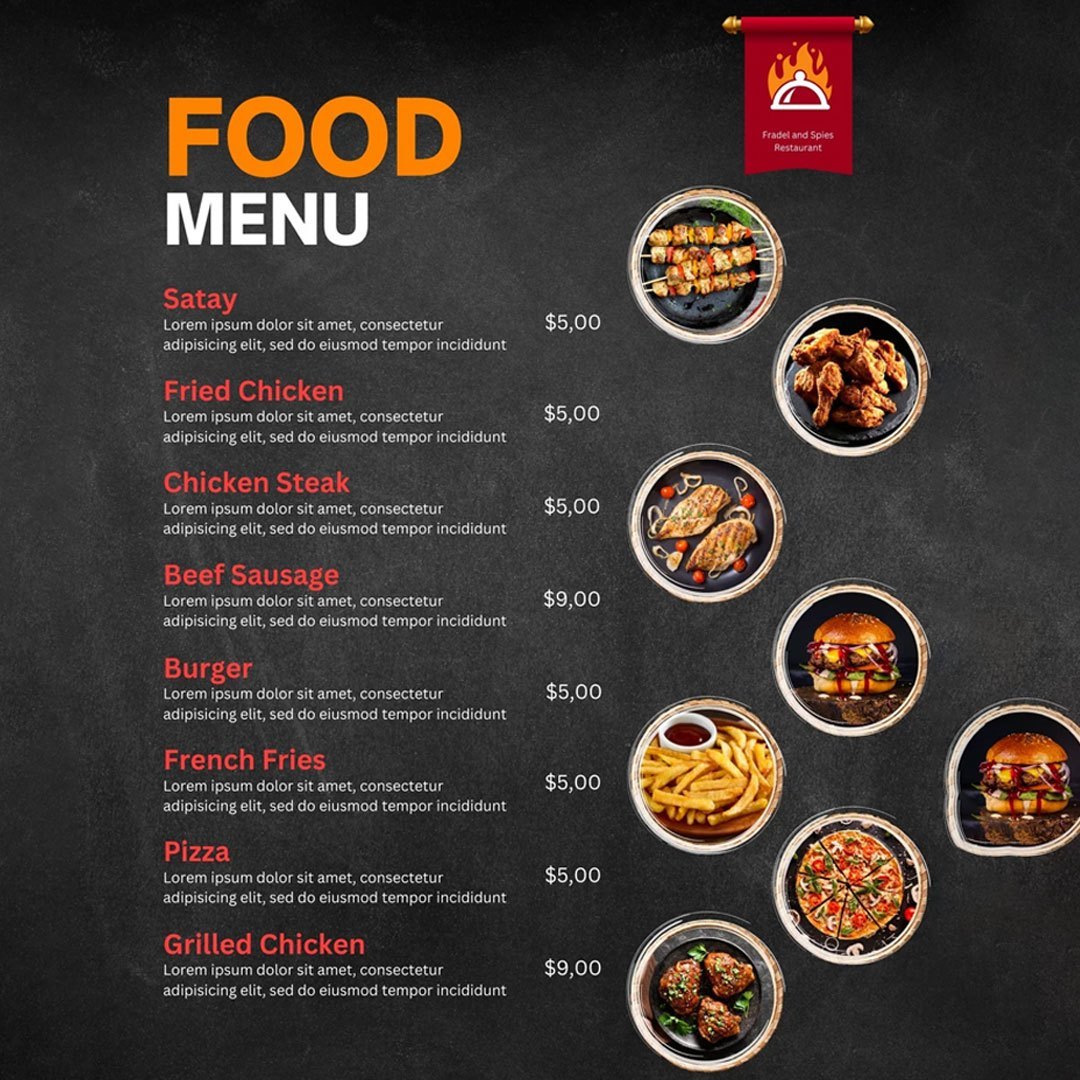 Fradel and Spies
Restaurant
FOOD
MENU
Satay
Lorem ipsum dolor sit amet, consectetur
adipisicing elit, sed do eiusmod tempor incididunt
$5,00
Fried Chicken
Lorem ipsum dolor sit amet, consectetur
adipisicing elit, sed do eiusmod tempor incididunt
$5,00
Chicken Steak
Lorem ipsum dolor sit amet, consectetur
adipisicing elit, sed do eiusmod tempor incididunt
$5,00
Beef Sausage
Lorem ipsum dolor sit amet, consectetur
adipisicing elit, sed do eiusmod tempor incididunt
$9,00
Burger
Lorem ipsum dolor sit amet, consectetur
adipisicing elit, sed do eiusmod tempor incididunt
$5,00
French Fries
Lorem ipsum dolor sit amet, consectetur
adipisicing elit, sed do eiusmod tempor incididunt
$5,00
Pizza
Lorem ipsum dolor sit amet, consectetur
adipisicing elit, sed do eiusmod tempor incididunt
$5,00
Grilled Chicken
Lorem ipsum dolor sit amet, consectetur
adipisicing elit, sed do eiusmod tempor incididunt
$9,00